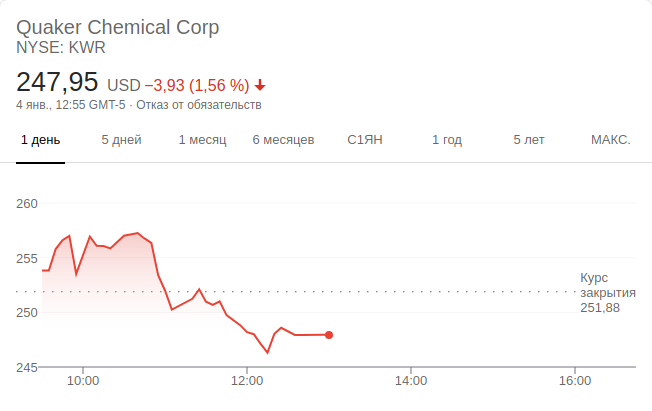 Quaker Chemical Corp
NYSE: KWR
247,95 USD −3,93 (1,56 %)
4 янв., 12:55 GMT-5 · Отказ от обязательств
1 день 5 дней 1 месяц 6 месяцев С1ЯН 1 год 5 лет МАКС.
260
255
Курс
закрытия
251,88
250
245
10:00 12:00 14:00 16:00